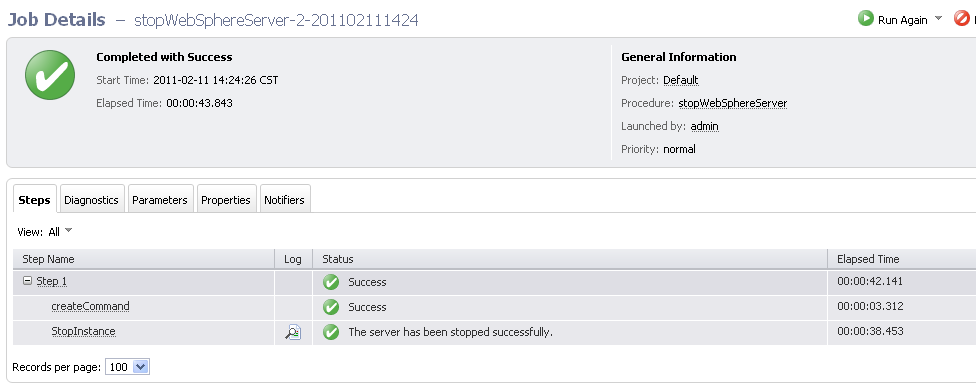 Job Details – stopWebSphereServer-2-201102111424
Run Again
Completed with Success
General Information
Start Time: 2011-02-11 14:24:26 CST
Project: Default
Elapsed Time: 00:00:43.843
Procedure: stopWebSphereServer
Launched by: admin
Priority: normal
Steps Diagnostics Parameters Properties Notifiers
View: All
Step Name Log Status Elapsed Time
Step 1 Success 00:00:42.141
createCommand Success 00:00:03.312
StopInstance The server has been stopped successfully. 00:00:38.453
Records per page: 100